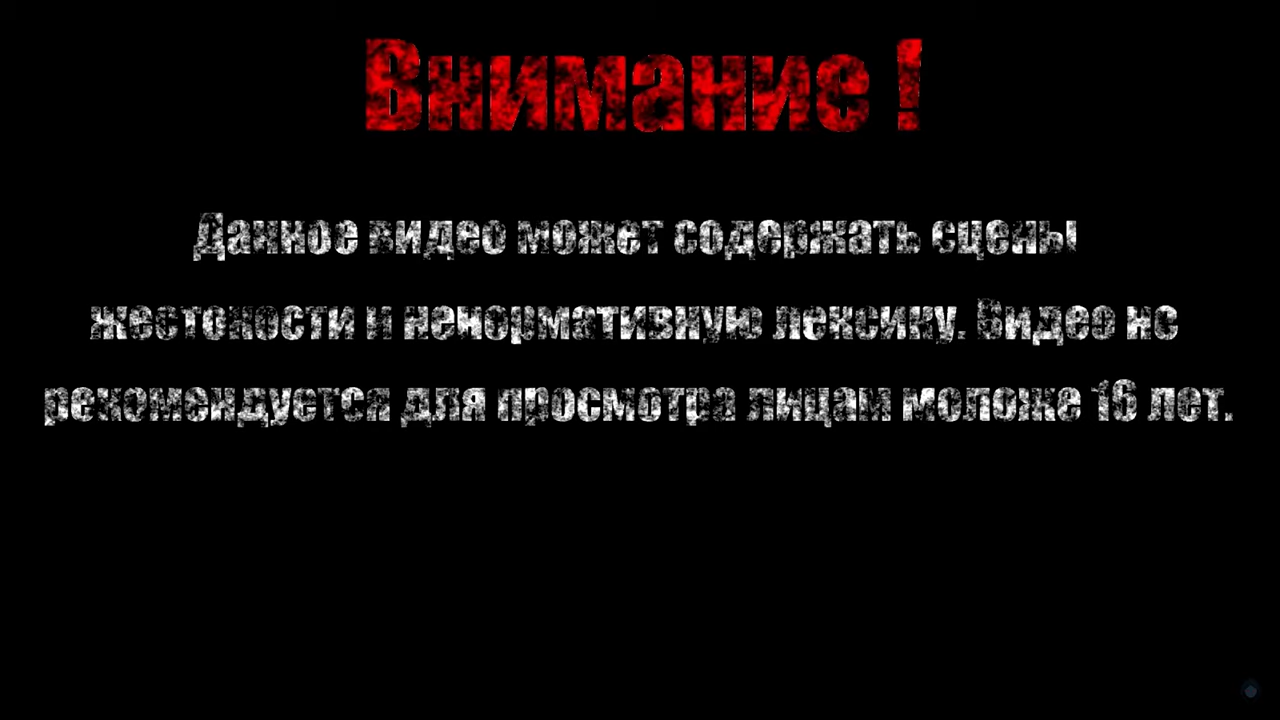 Внимание !
Данное видео может содержать сцены
жестокости и ненормативную лексику. Видео не
рекомендуется для просмотра лицам моложе 16 лет.